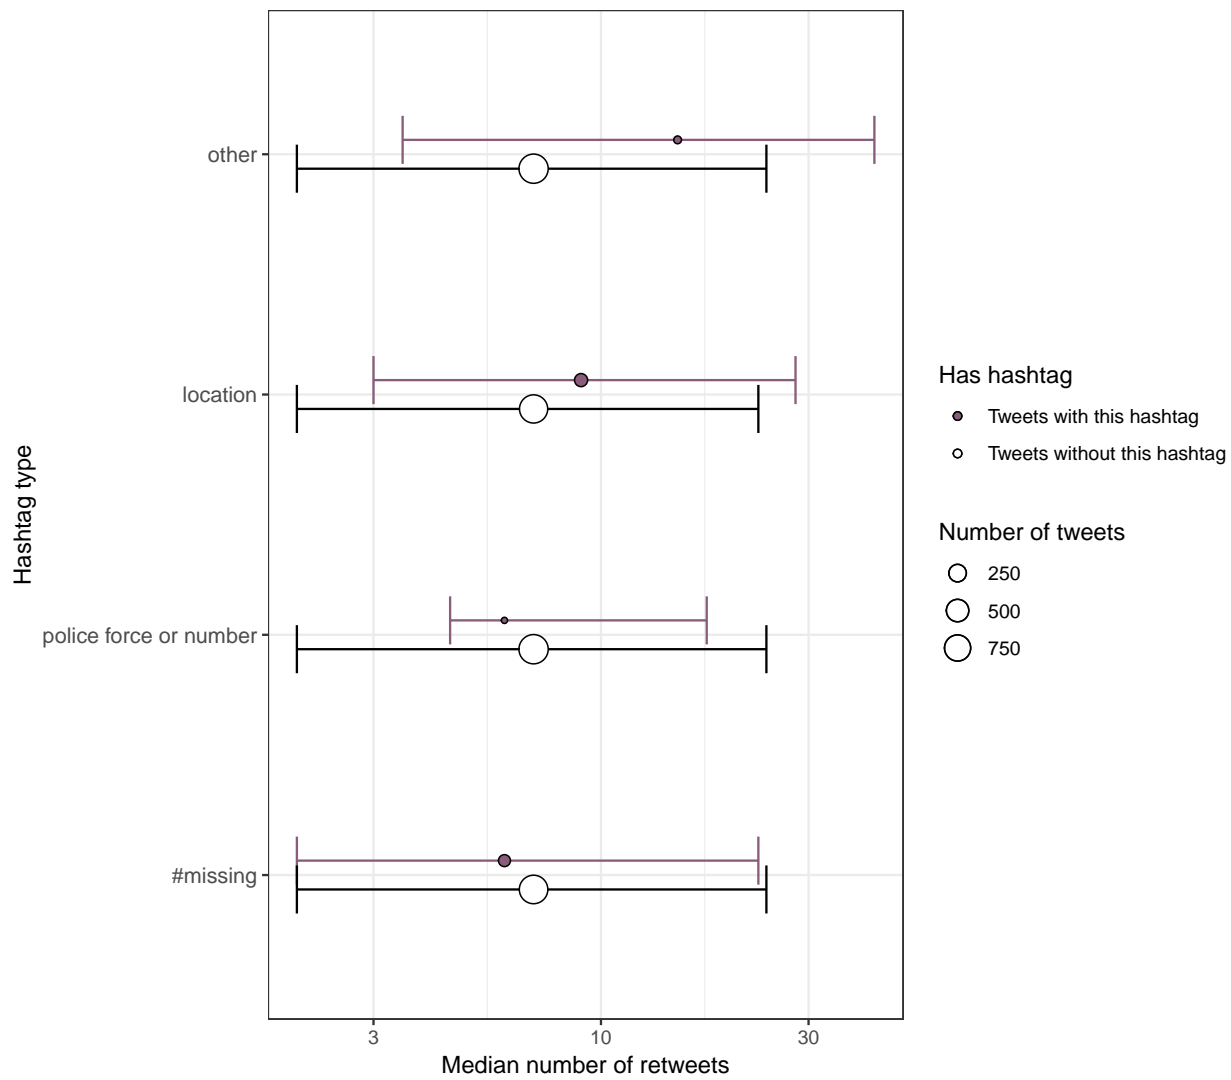 other
location
police force or number
#missing
Hashtag type
3
10
30
Median number of retweets
Has hashtag
Tweets with this hashtag
Tweets without this hashtag
Number of tweets
250
500
750